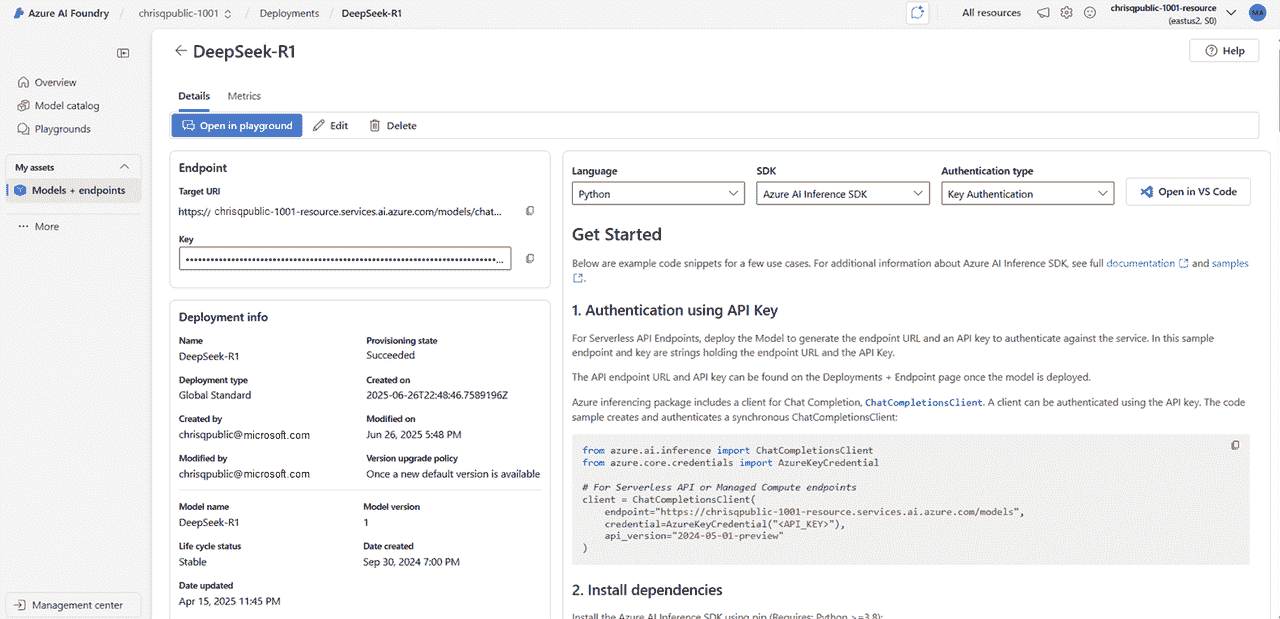 Azure AI Foundry / chrisqpublic-1001 / Deployments / DeepSeek-R1
All resources
chrisqpublic-1001-resource
(eastus2, S0)
MA
Overview
Model catalog
Playgrounds
My assets
Models + endpoints
More
Management center
DeepSeek-R1
Help
Details
Metrics
Open in playground
Edit
Delete
Endpoint
Target URI
https:// chrisqpublic-1001-resource.services.ai.azure.com/models/chat...
Key
••••••••••••••••••••••••••••••••••••••••••••••••••••••••••••••••••••••••••••...
Deployment info
Name
DeepSeek-R1
Provisioning state
Succeeded
Deployment type
Global Standard
Created on
2025-06-26T22:48:46.7589196Z
Created by
chrisqpublic@microsoft.com
Modified on
Jun 26, 2025 5:48 PM
Modified by
chrisqpublic@microsoft.com
Version upgrade policy
Once a new default version is available
Model name
DeepSeek-R1
Model version
1
Life cycle status
Stable
Date created
Sep 30, 2024 7:00 PM
Date updated
Apr 15, 2025 11:45 PM
Language
Python
SDK
Azure AI Inference SDK
Authentication type
Key Authentication
Open in VS Code
Get Started
Below are example code snippets for a few use cases. For additional information about Azure AI Inference SDK, see full documentation and samples
.
1. Authentication using API Key
For Serverless API Endpoints, deploy the Model to generate the endpoint URL and an API key to authenticate against the service. In this sample
endpoint and key are strings holding the endpoint URL and the API Key.
The API endpoint URL and API key can be found on the Deployments + Endpoint page once the model is deployed.
Azure inferencing package includes a client for Chat Completion, ChatCompletionsClient. A client can be authenticated using the API key. The code
sample creates and authenticates a synchronous ChatCompletionsClient:
from azure.ai.inference import ChatCompletionsClient
from azure.core.credentials import AzureKeyCredential
# For Serverless API or Managed Compute endpoints
client = ChatCompletionsClient(
    endpoint="https://chrisqpublic-1001-resource.services.ai.azure.com/models",
    credential=AzureKeyCredential("<API_KEY>"),
    api_version="2024-05-01-preview"
)
2. Install dependencies
Install the Azure AI Inference SDK using pip (Requires: Python >=3.8):